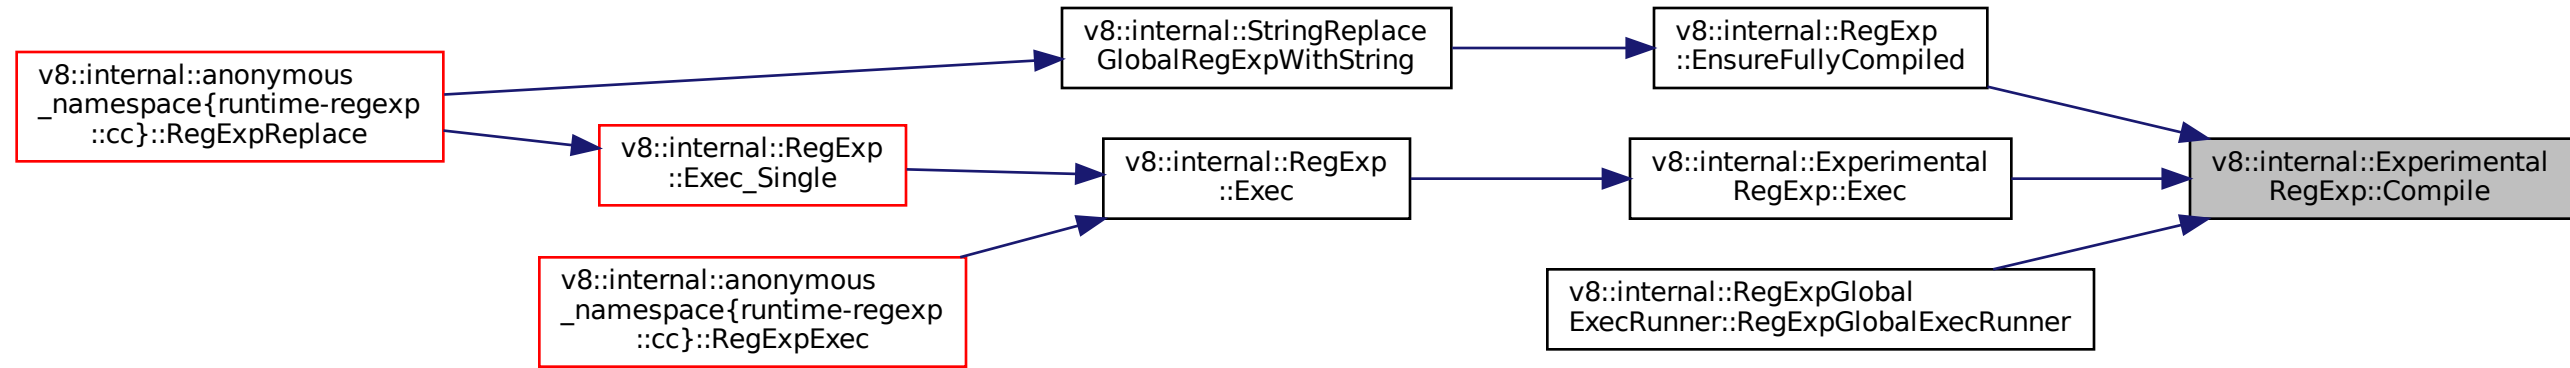 v8::internal::anonymous
_namespace{runtime-regexp
::cc}::RegExpReplace
v8::internal::StringReplace
GlobalRegExpWithString
v8::internal::RegExp
::EnsureFullyCompiled
v8::internal::RegExp
::Exec_Single
v8::internal::RegExp
::Exec
v8::internal::Experimental
RegExp::Exec
v8::internal::Experimental
RegExp::Compile
v8::internal::anonymous
_namespace{runtime-regexp
::cc}::RegExpExec
v8::internal::RegExpGlobal
ExecRunner::RegExpGlobalExecRunner